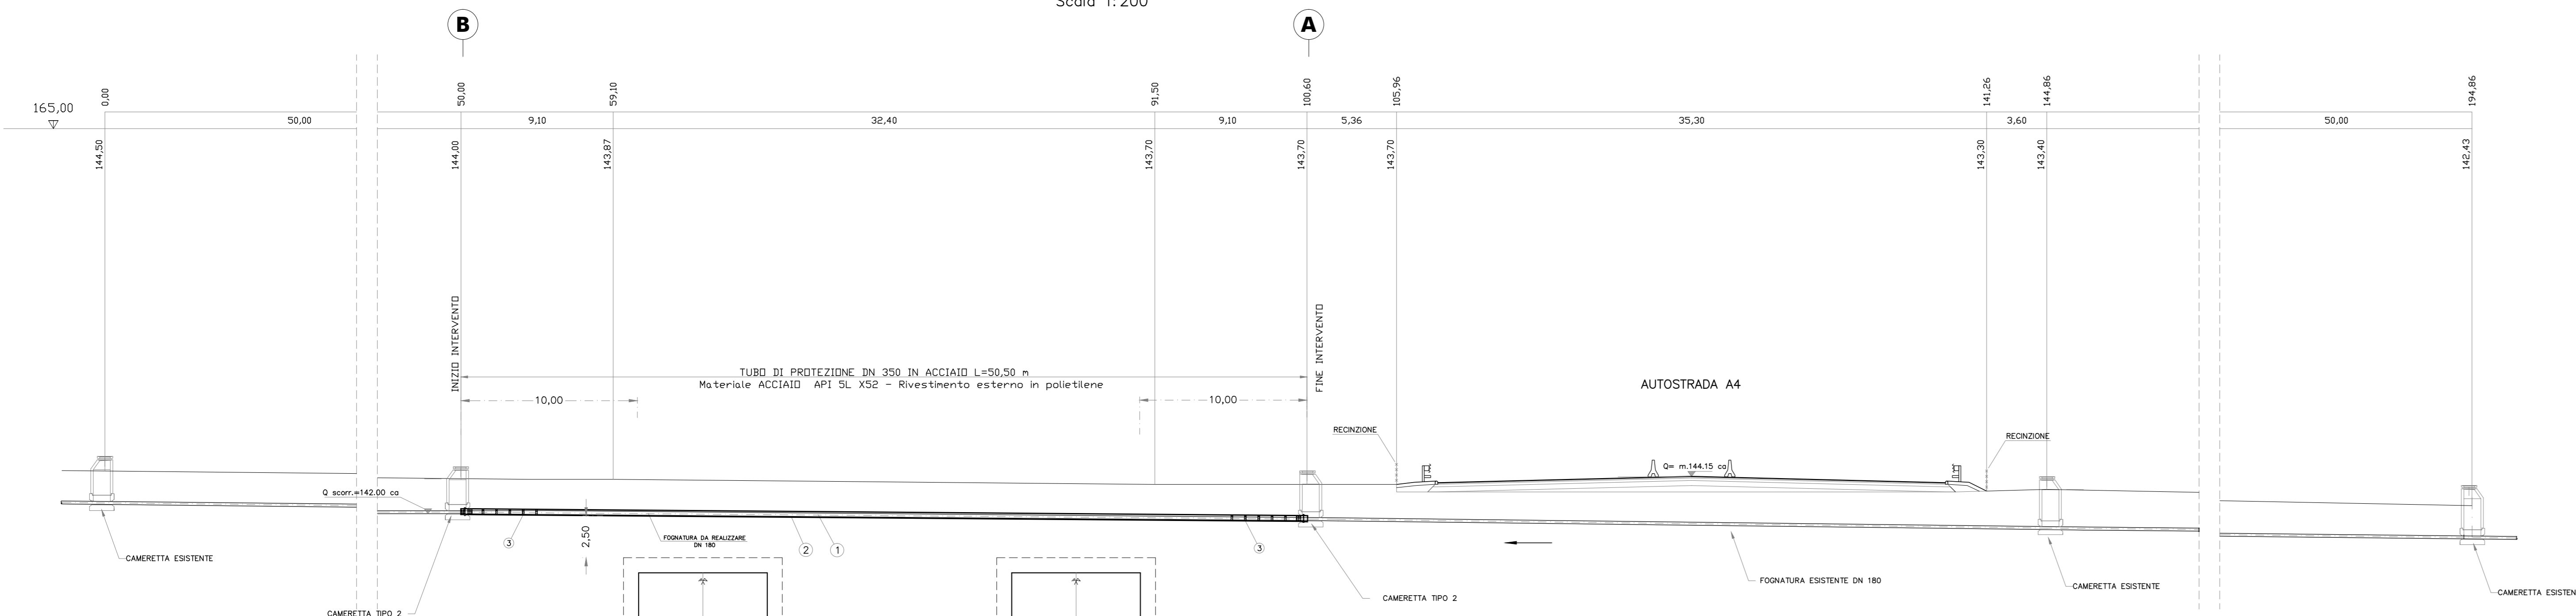 Scala 1:200
B
A
165,00
0,00
50,00
59,10
91,50
100,60
105,96
141,26
144,86
194,86
50,00
9,10
32,40
9,10
5,36
35,30
3,60
50,00
144,50
144,00
143,87
143,70
143,70
143,70
143,30
143,40
142,43
INIZIO INTERVENTO
FINE INTERVENTO
TUBO DI PROTEZIONE DN 350 IN ACCIAIO L=50,50 m
Materiale ACCIAIO API 5L X52 - Rivestimento esterno in polietilene
10,00
10,00
AUTOSTRADA A4
RECINZIONE
RECINZIONE
Q= m.144.15 ca
Q scorr.=142.00 ca
2,50
FOGNATURA DA REALIZZARE
DN 180
3
2
1
3
CAMERETTA ESISTENTE
CAMERETTA TIPO 2
CAMERETTA TIPO 2
FOGNATURA ESISTENTE DN 180
CAMERETTA ESISTENTE
CAMERETTA ESISTEN